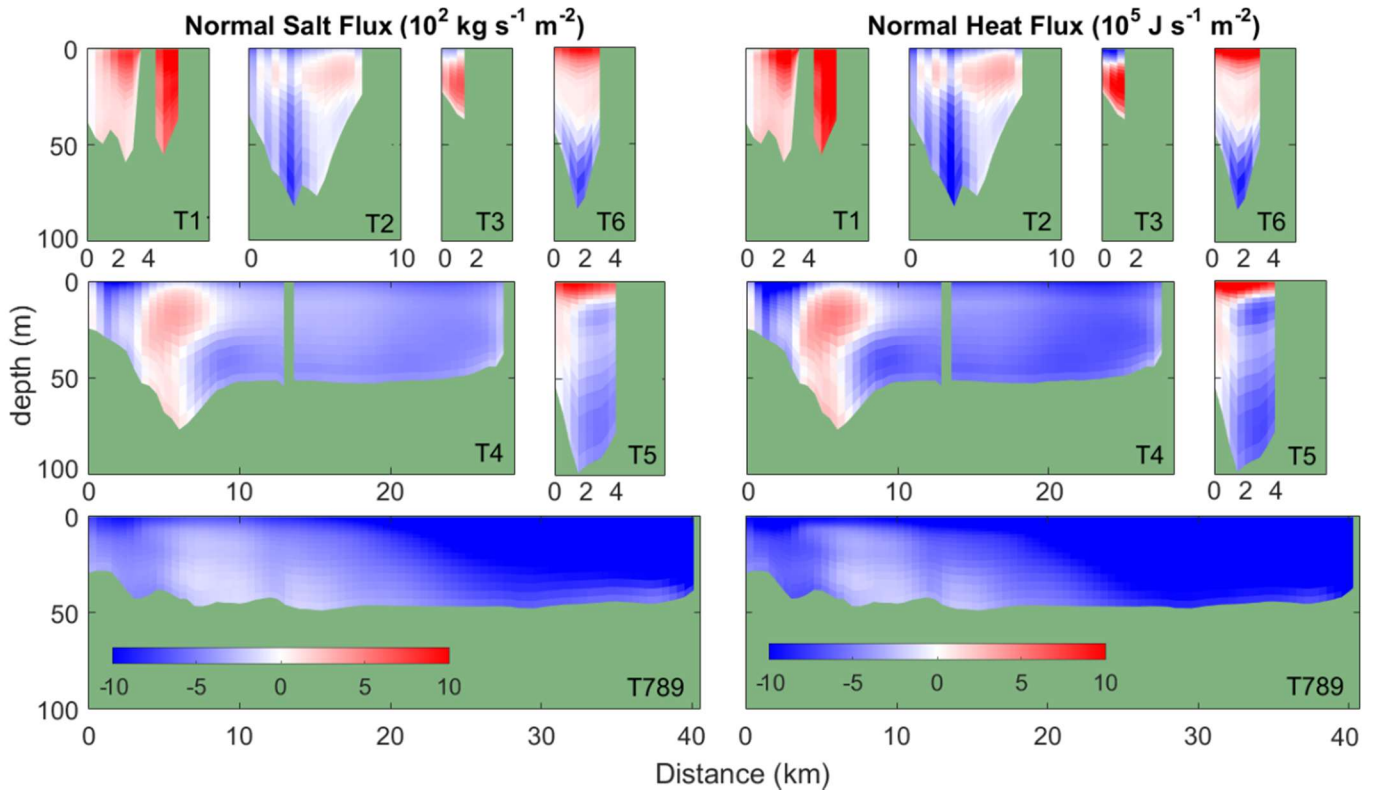 Normal Salt Flux (10² kg s⁻¹ m⁻²) Normal Heat Flux (10⁵ J s⁻¹ m⁻²)
0
50
100
T1 T2 T3 T6 T1 T2 T3 T6
0 2 4 0 10 0 2 0 2 4 0 2 4 0 10 0 2 0 2 4
0
50
100
depth (m)
T4 T5 T4 T5
0 10 20 0 2 4 0 10 20 0 2 4
0
50
100
-10 -5 0 5 10 -10 -5 0 5 10
T789 T789
0 10 20 30 40 0 10 20 30 40
Distance (km)